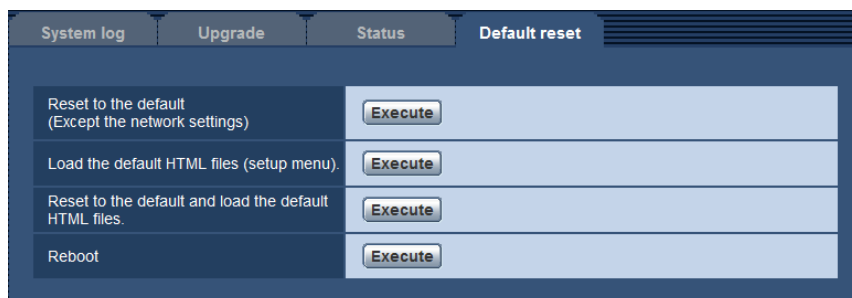 System log Upgrade Status Default reset
Reset to the default
(Except the network settings)
Execute
Load the default HTML files (setup menu).
Execute
Reset to the default and load the default
HTML files.
Execute
Reboot
Execute